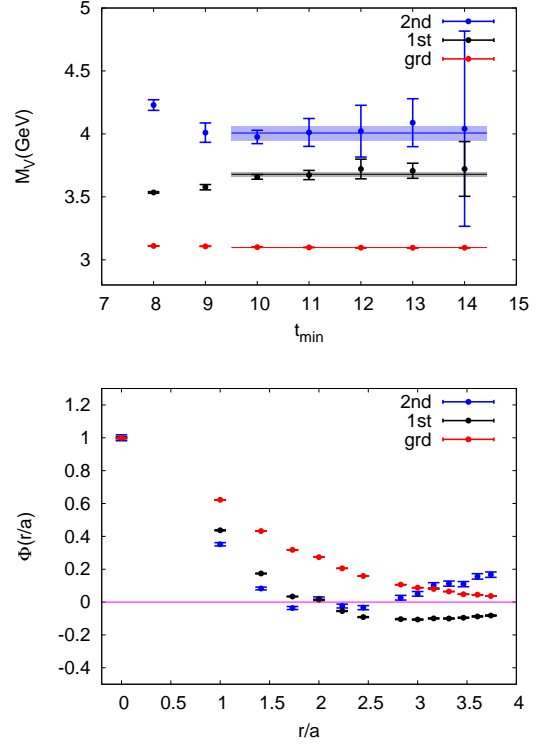 2nd
1st
grd
5
4.5
4
3.5
3
M_V(GeV)
7 8 9 10 11 12 13 14 15
t_min
2nd
1st
grd
1.2
1
0.8
0.6
0.4
0.2
0
-0.2
-0.4
Φ(r/a)
0 0.5 1 1.5 2 2.5 3 3.5 4
r/a